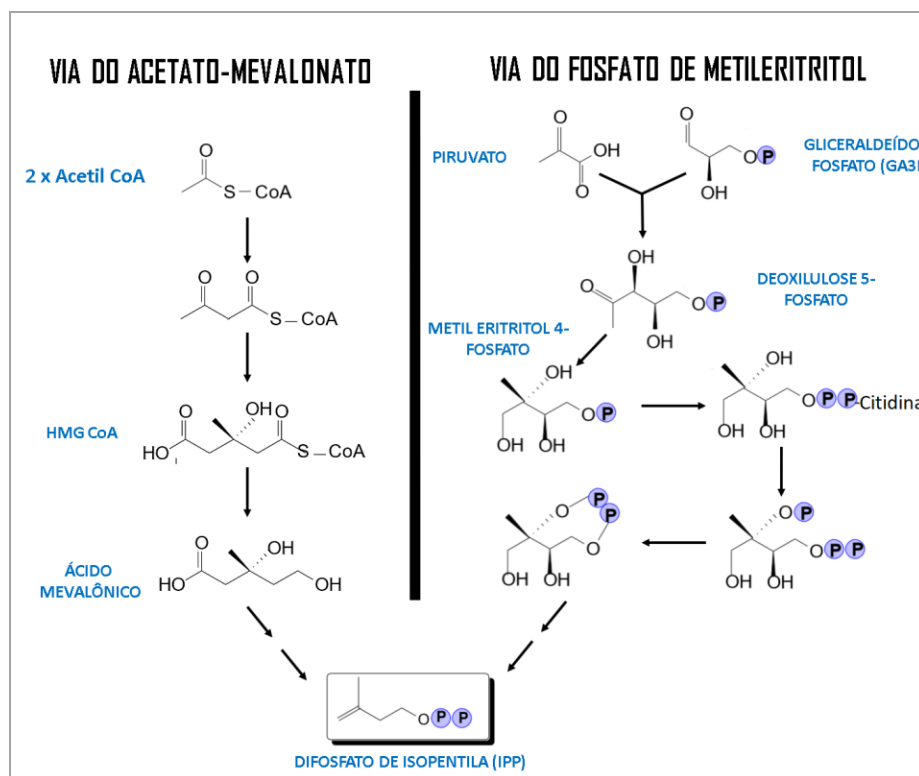 VIA DO ACETATO-MEVALONATO
2 x Acetil CoA
O
S – CoA
O O
S – CoA
HMG CoA
O OH O
HO S – CoA
ÁCIDO
MEVALÔNICO
O OH
HO OH
VIA DO FOSFATO DE METILERITRITOL
PIRUVATO
O
OH
O
O
O P
OH
GLICERALDEÍDO
FOSFATO (GA3
DEOXILULOSE 5-
FOSFATO
OH
O
O P
OH
METIL ERITRITOL 4-
FOSFATO
OH
O P
OH OH
OH
O P P -Citidina
OH OH
O P
O P P
OH OH
O P
P
O
OH OH
O P P
DIFOSFATO DE ISOPENTILA (IPP)